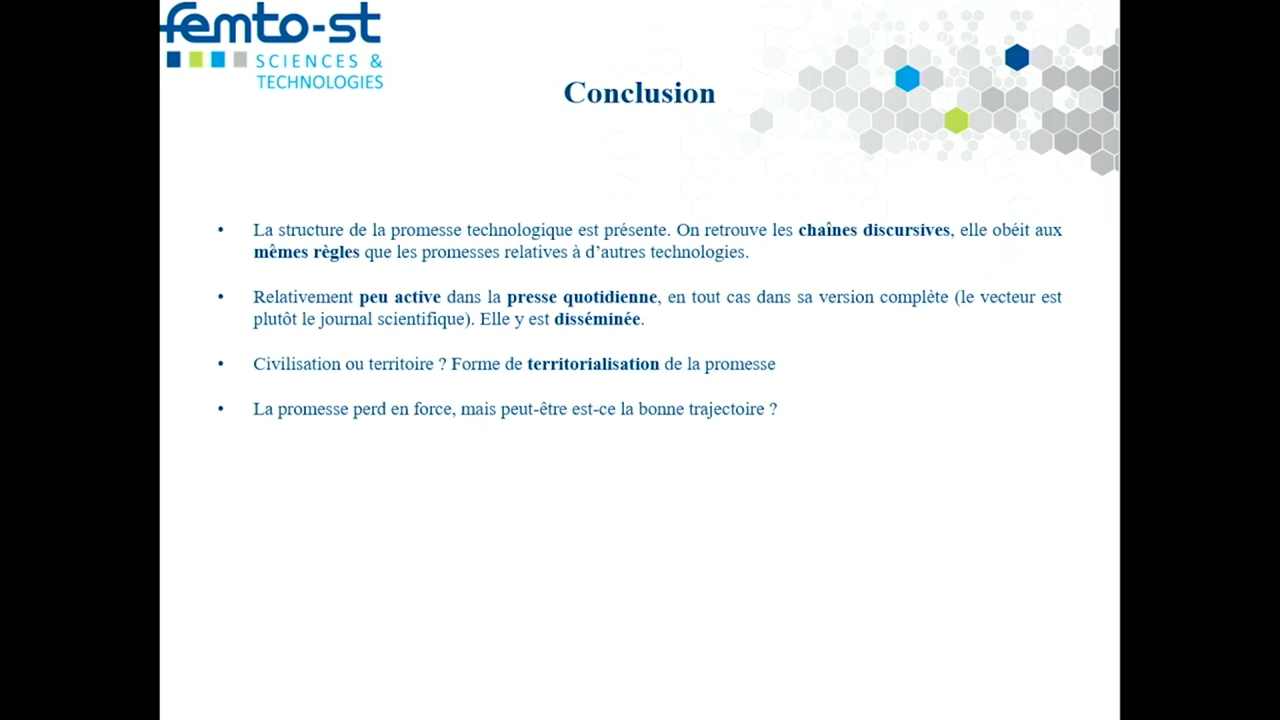 femto-st
SCIENCES &
TECHNOLOGIES
Conclusion
• La structure de la promesse technologique est présente. On retrouve les chaînes discursives, elle obéit aux
mêmes règles que les promesses relatives à d’autres technologies.
• Relativement peu active dans la presse quotidienne, en tout cas dans sa version complète (le vecteur est
plutôt le journal scientifique). Elle y est disséminée.
• Civilisation ou territoire ? Forme de territorialisation de la promesse
• La promesse perd en force, mais peut-être est-ce la bonne trajectoire ?